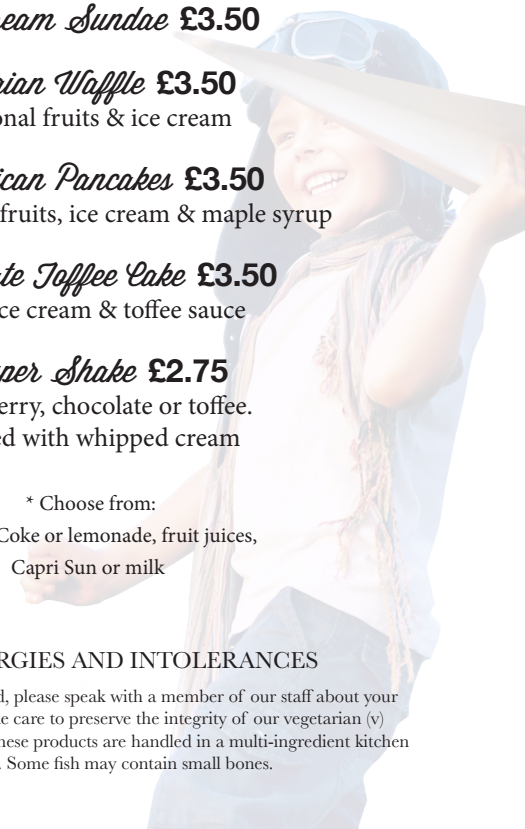 eam Sundae £3.50
rian Waffle £3.50
onal fruits & ice cream
ican Pancakes £3.50
fruits, ice cream & maple syrup
te Toffee Cake £3.50
ce cream & toffee sauce
per Shake £2.75
erry, chocolate or toffee.
ed with whipped cream
* Choose from:
Coke or lemonade, fruit juices,
Capri Sun or milk
RGIES AND INTOLERANCES
d, please speak with a member of our staff about your
e care to preserve the integrity of our vegetarian (v)
hese products are handled in a multi-ingredient kitchen
. Some fish may contain small bones.